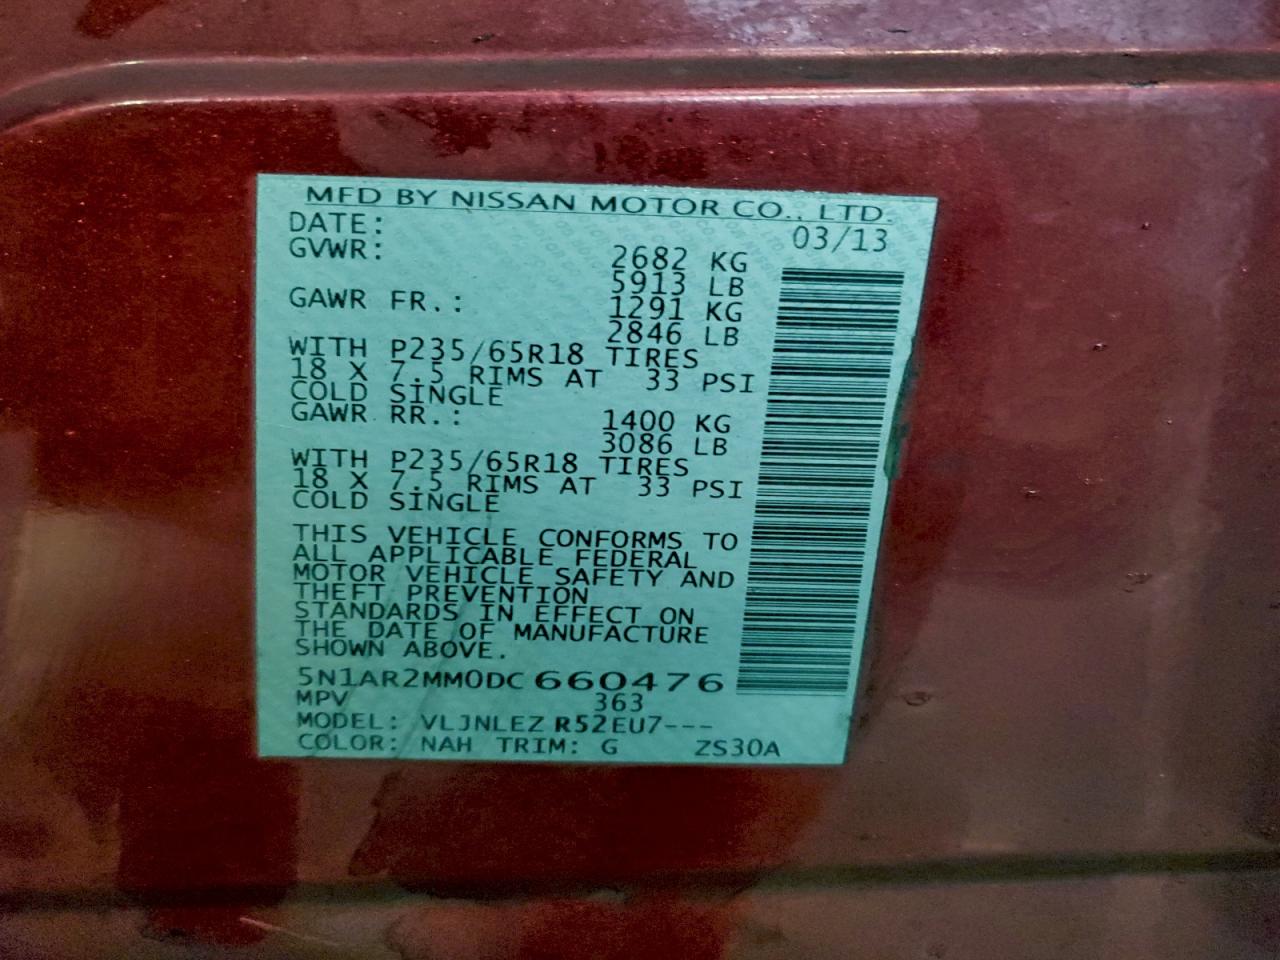 MFD BY NISSAN MOTOR CO., LTD.
DATE: 03/13
GVWR: 2682 KG
5913 LB
GAWR FR.: 1291 KG
2846 LB
WITH P235/65R18 TIRES
18 X 7.5 RIMS AT 33 PSI
COLD SINGLE
GAWR RR.: 1400 KG
3086 LB
WITH P235/65R18 TIRES
18 X 7.5 RIMS AT 33 PSI
COLD SINGLE
THIS VEHICLE CONFORMS TO
ALL APPLICABLE FEDERAL
MOTOR VEHICLE SAFETY AND
THEFT PREVENTION
STANDARDS IN EFFECT ON
THE DATE OF MANUFACTURE
SHOWN ABOVE.
5N1AR2MM0DC660476
MPV 363
MODEL: VLJNLEZ R52EU7---
COLOR: NAH TRIM: G ZS30A